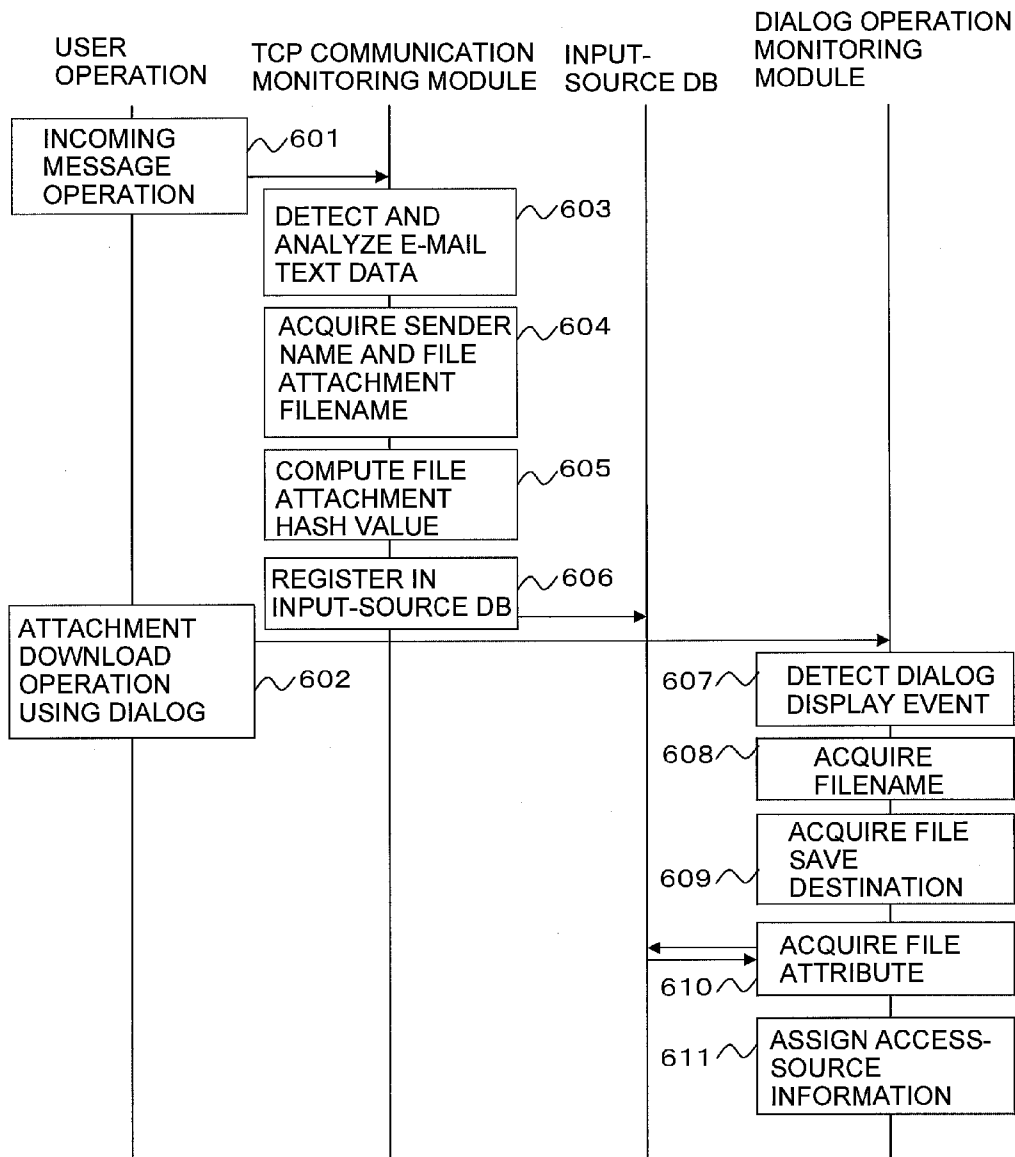 USER
OPERATION
TCP COMMUNICATION
MONITORING MODULE
INPUT-
SOURCE DB
DIALOG OPERATION
MONITORING
MODULE
INCOMING
MESSAGE
OPERATION
601
DETECT AND
ANALYZE E-MAIL
TEXT DATA
603
ACQUIRE SENDER
NAME AND FILE
ATTACHMENT
FILENAME
604
COMPUTE FILE
ATTACHMENT
HASH VALUE
605
REGISTER IN
INPUT-SOURCE DB
606
ATTACHMENT
DOWNLOAD
OPERATION
USING DIALOG
602
607
DETECT DIALOG
DISPLAY EVENT
608
ACQUIRE
FILENAME
609
ACQUIRE FILE
SAVE
DESTINATION
610
ACQUIRE FILE
ATTRIBUTE
611
ASSIGN ACCESS-
SOURCE
INFORMATION